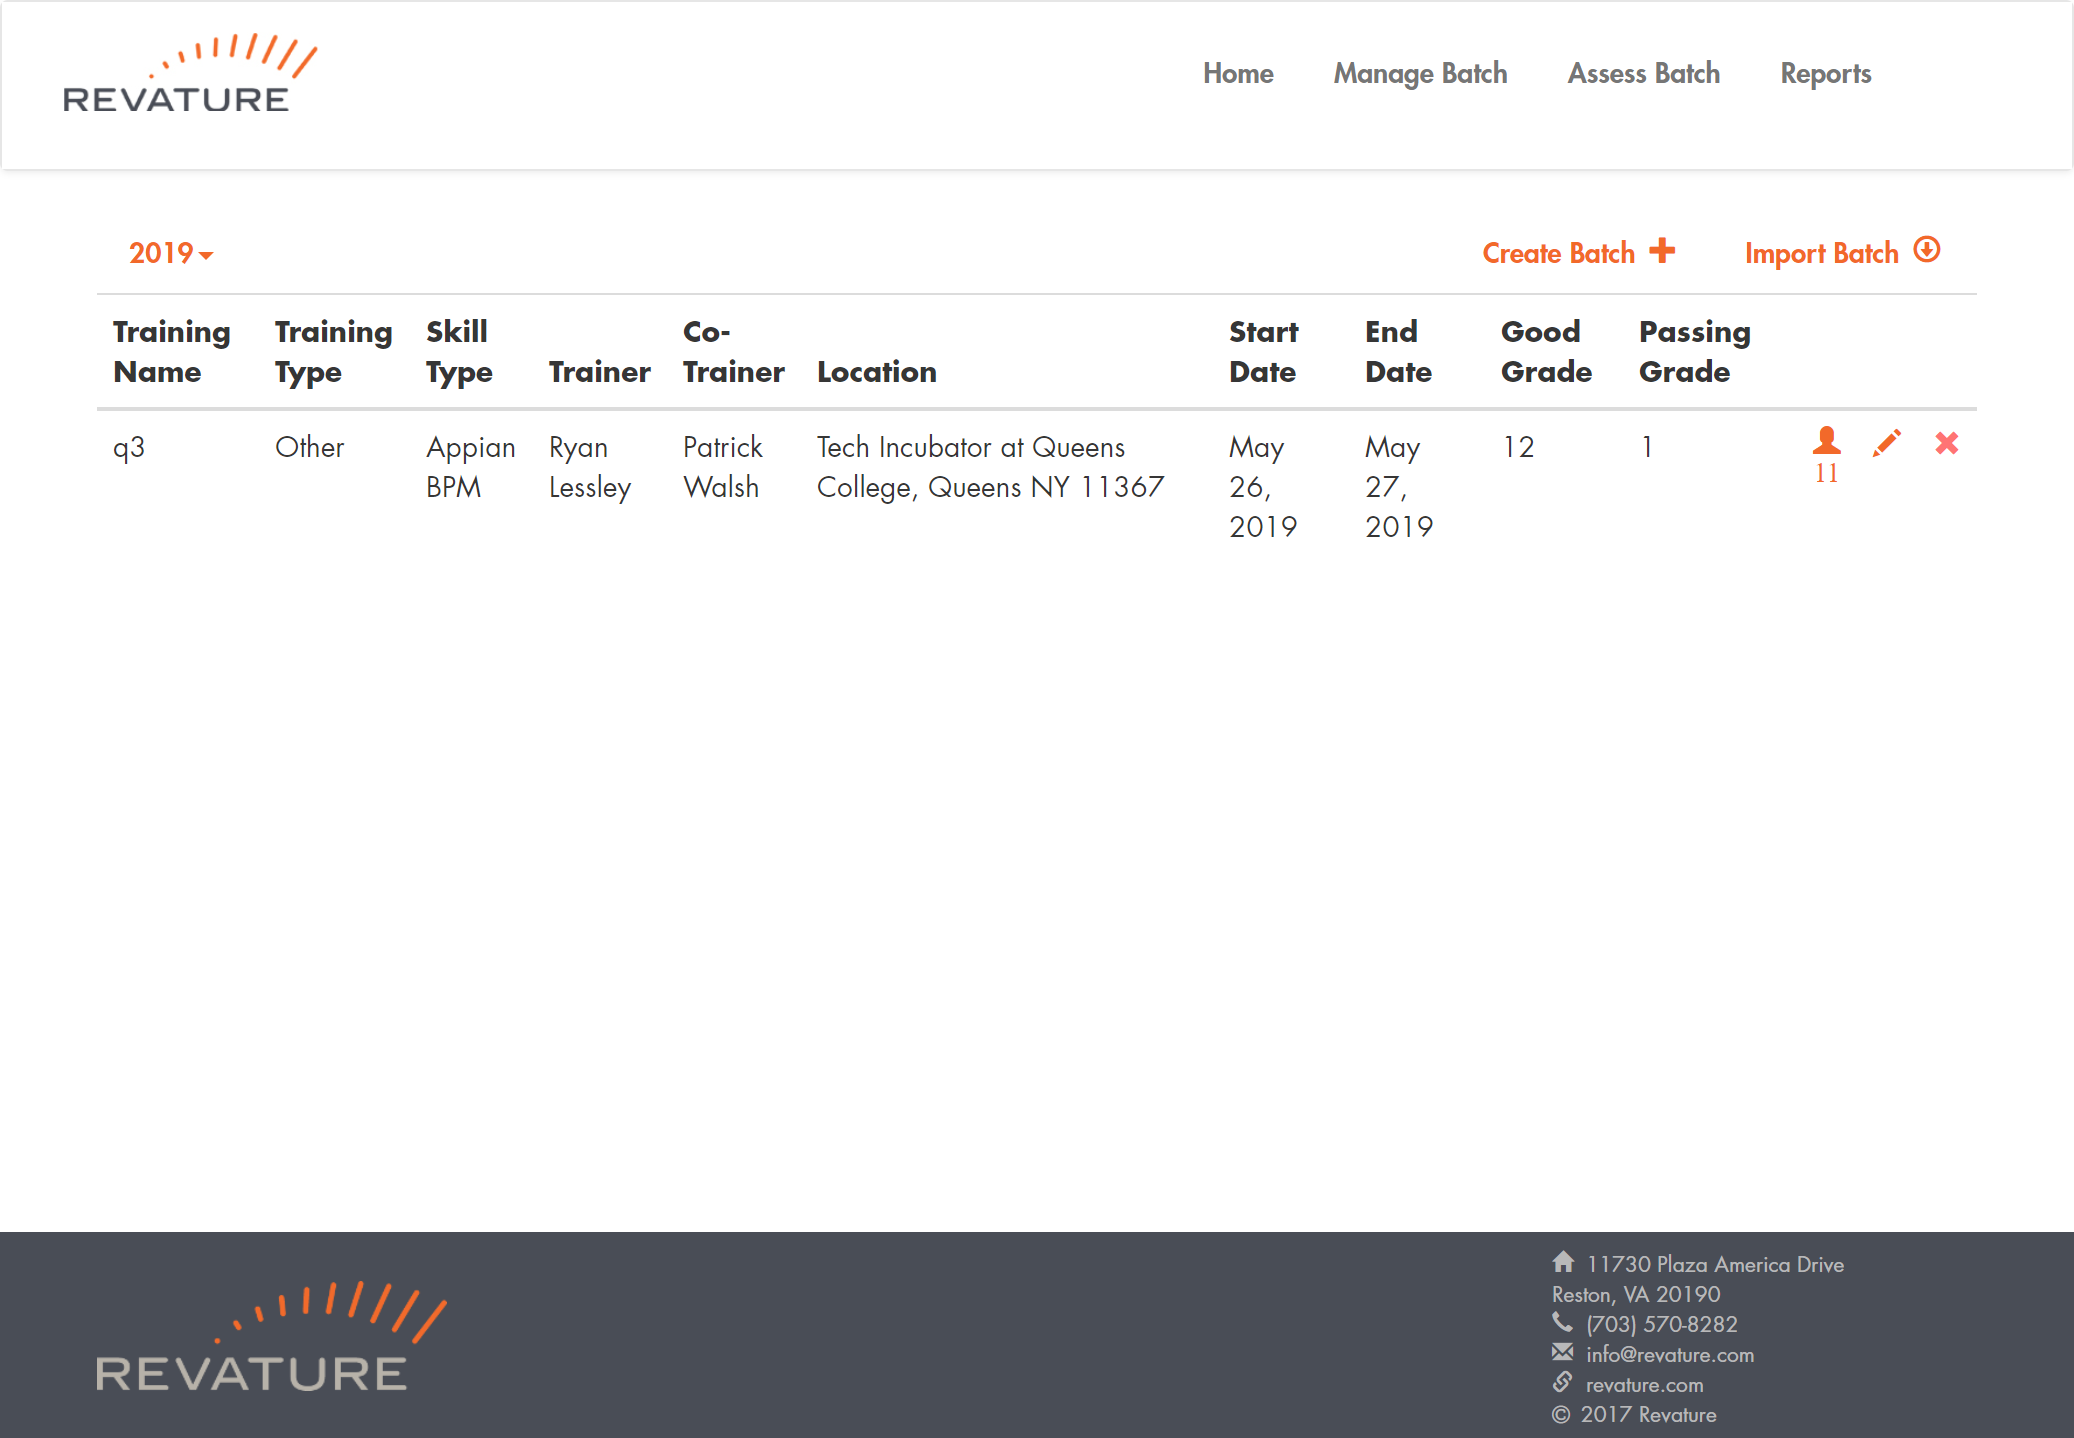 REVATURE
Home Manage Batch Assess Batch Reports
2019 Create Batch Import Batch
Training Name Training Type Skill Type Trainer Co-Trainer Location Start Date End Date Good Grade Passing Grade
q3 Other Appian BPM Ryan Lessley Patrick Walsh Tech Incubator at Queens College, Queens NY 11367 May 26, 2019 May 27, 2019 12 1 11
REVATURE
11730 Plaza America Drive
Reston, VA 20190
(703) 570-8282
info@revature.com
revature.com
© 2017 Revature